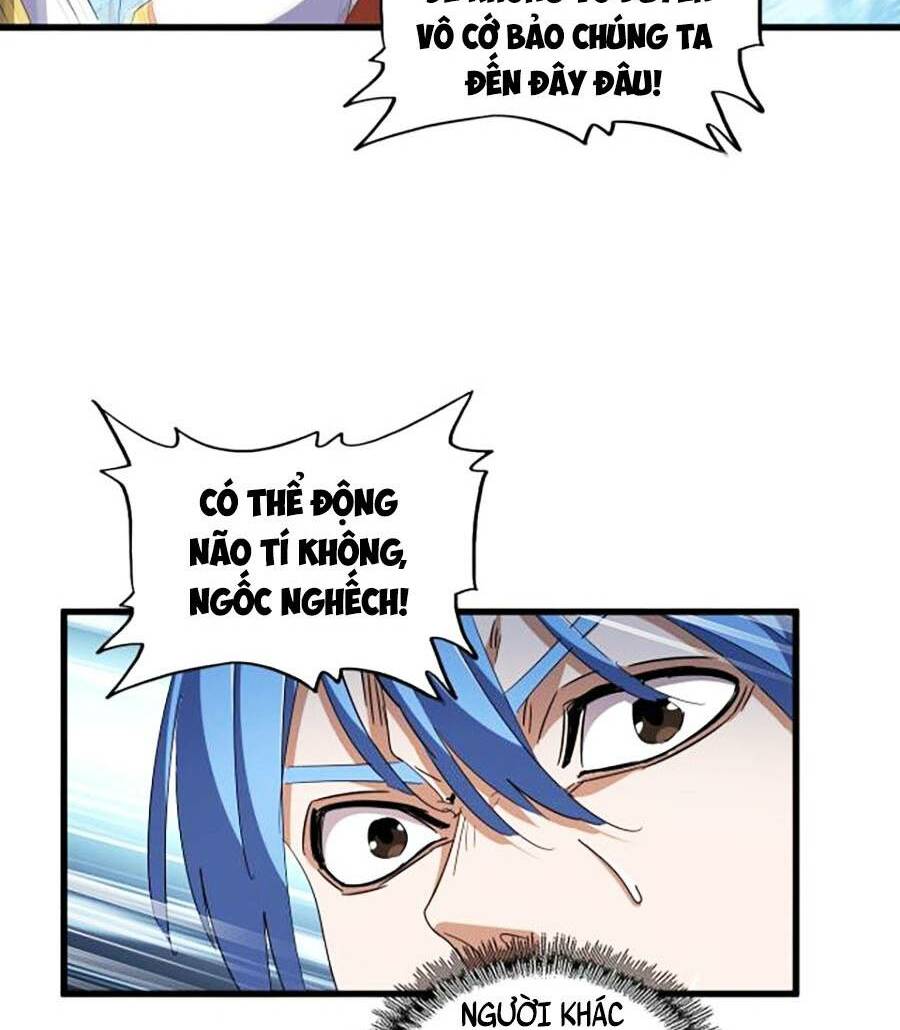 VÔ CỚ BẢO CHÚNG TA
ĐẾN ĐÂY ĐÂU!
CÓ THỂ ĐỘNG
NÃO TÍ KHÔNG,
NGỐC NGHẾCH!
NGƯỜI KHÁC